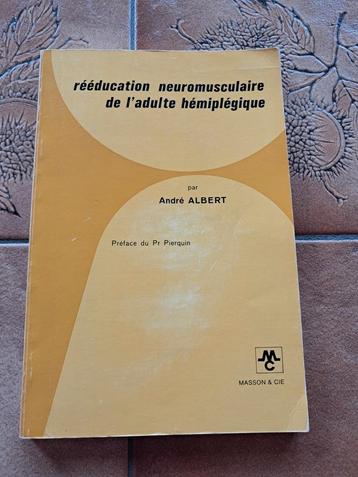 rééducation neuromusculaire
de l'adulte hémiplégique
par
André ALBERT
Préface du Pr Pierquin
MC
MASSON & CIE